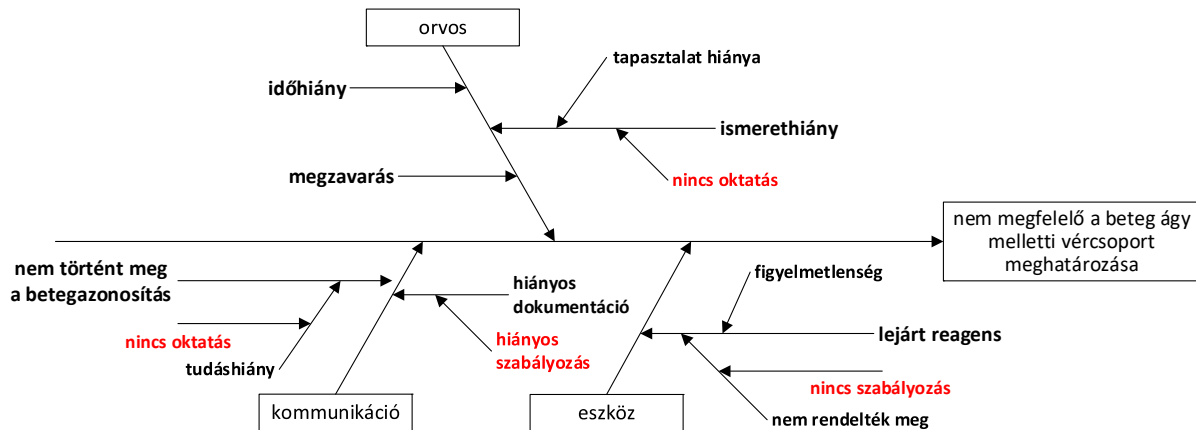 orvos
tapasztalat hiánya
időhiány
ismerethiány
megzavarás
nincs oktatás
nem megfelelő a beteg ágy
melletti vércsoport
meghatározása
nem történt meg
a betegazonosítás
hiányos
dokumentáció
figyelmetlenség
nincs oktatás
tudáshiány
hiányos
szabályozás
lejárt reagens
nincs szabályozás
nem rendelték meg
kommunikáció
eszköz